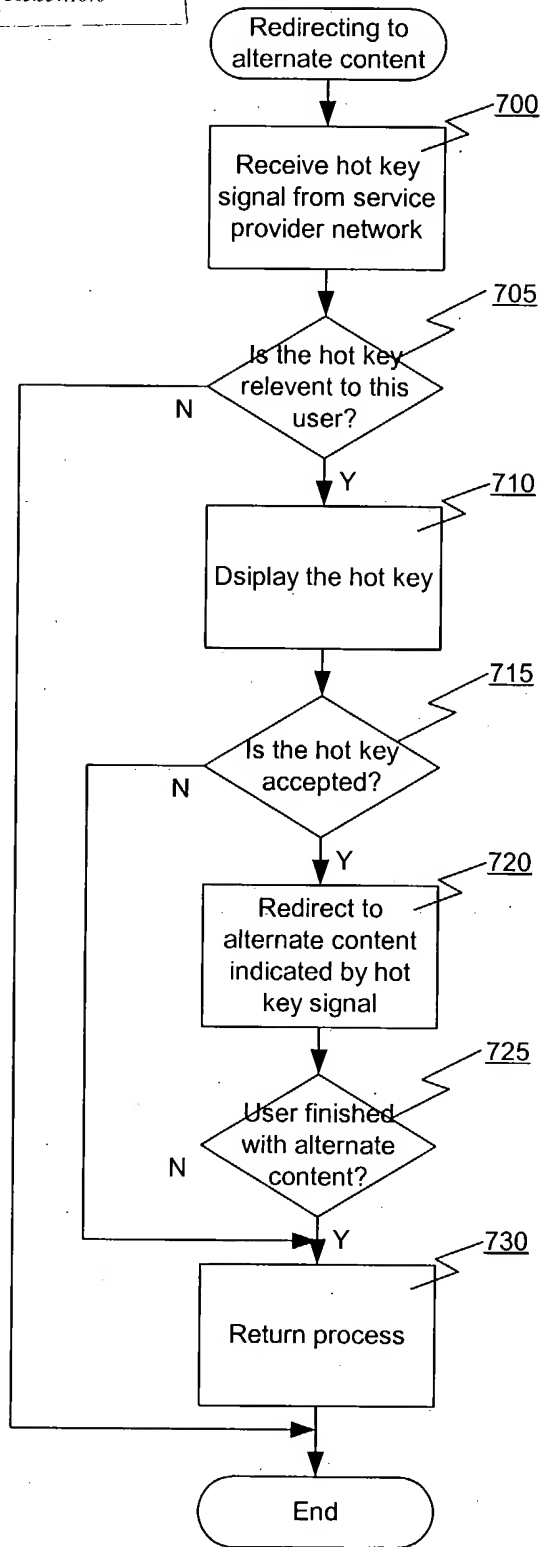 Redirecting to
alternate content
700
Receive hot key
signal from service
provider network
705
Is the hot key
relevent to this
user?
N
Y
710
Dsiplay the hot key
715
Is the hot key
accepted?
N
Y
720
Redirect to
alternate content
indicated by hot
key signal
725
User finished
with alternate
content?
N
Y
730
Return process
End